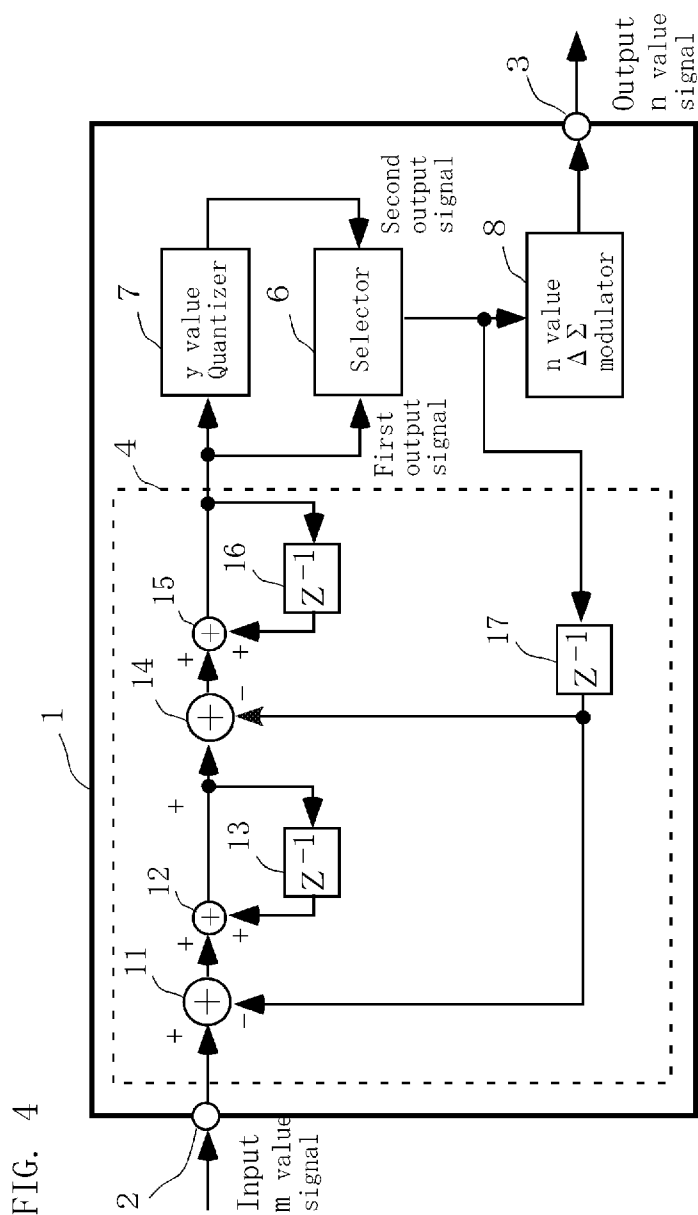 FIG. 4
1
2
Input
m value
signal
11
+
+
−
12
+
+
13
Z−1
+
14
+
−
15
+
+
+
16
Z−1
4
17
Z−1
7
y value
Quantizer
6
Selector
First
output
signal
Second
output
signal
8
n value
Δ Σ
modulator
3
Output
n value
signal